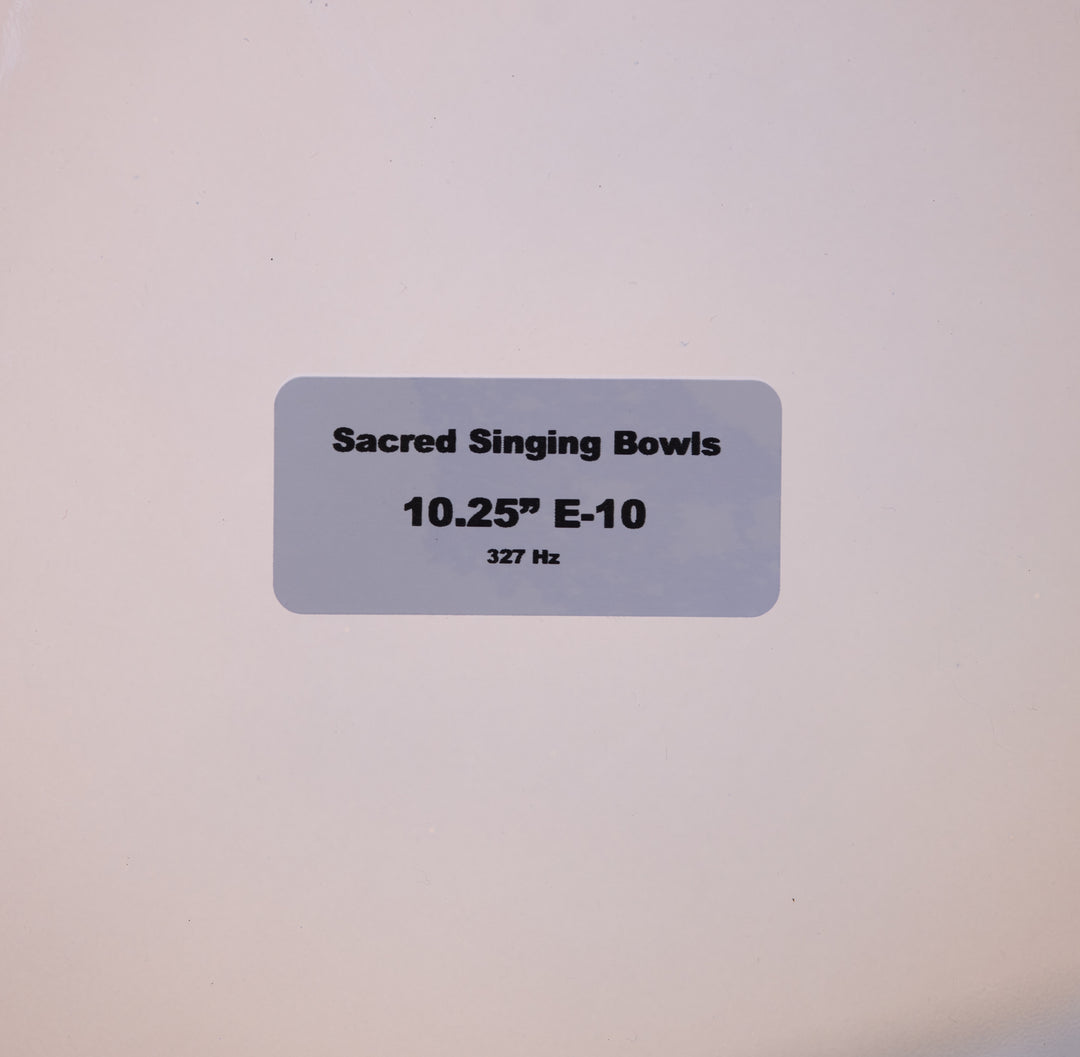 Sacred Singing Bowls
10.25” E-10
327 Hz